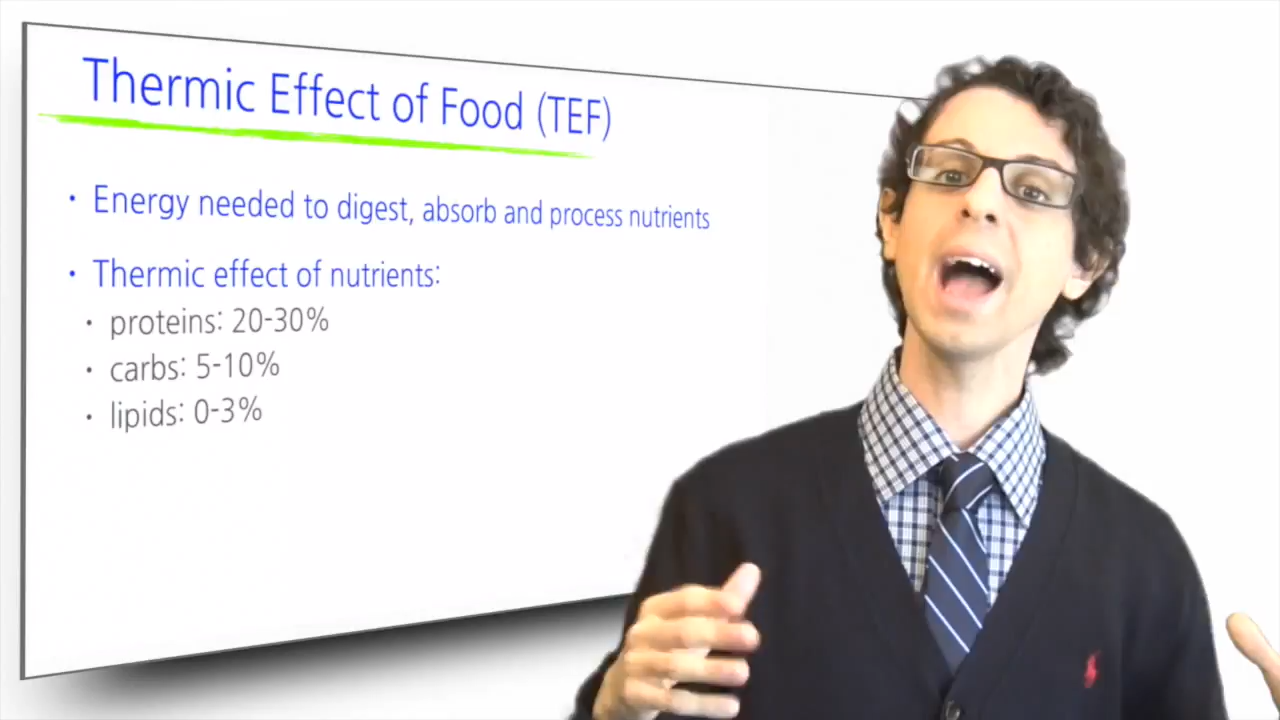 Thermic Effect of Food (TEF)
• Energy needed to digest, absorb and process nutrients
• Thermic effect of nutrients:
• proteins: 20-30%
• carbs: 5-10%
• lipids: 0-3%